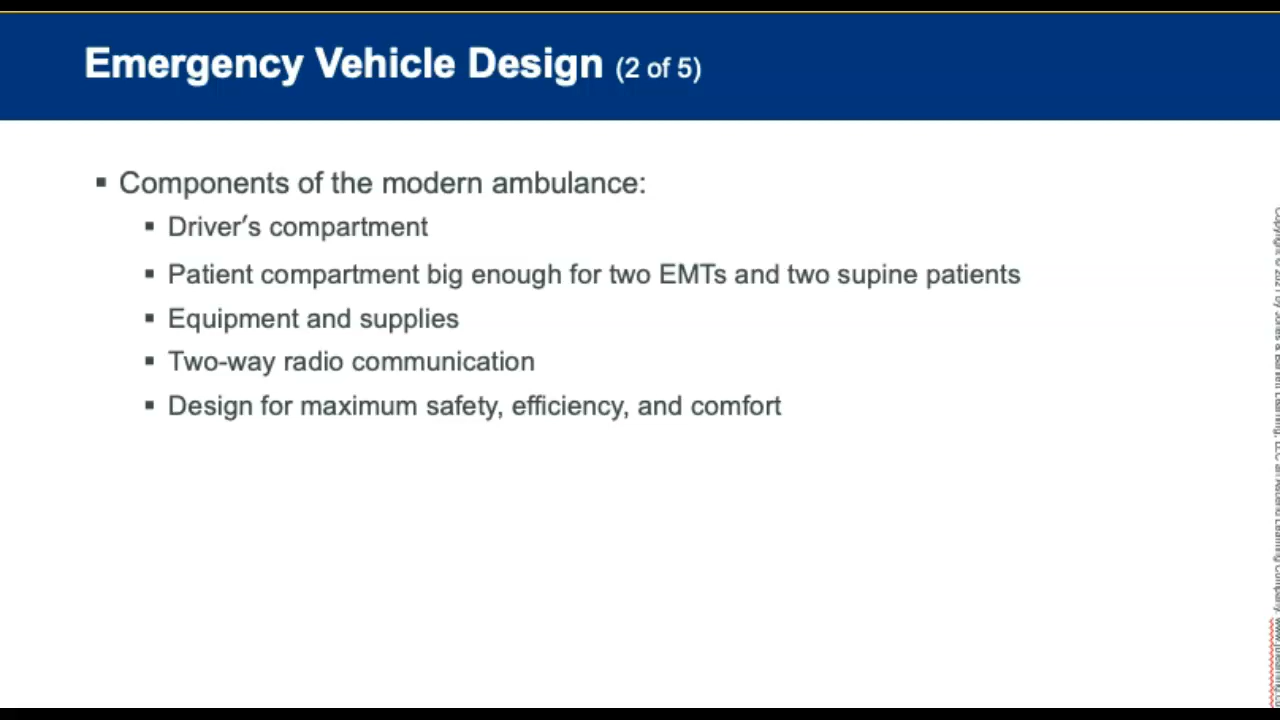 Emergency Vehicle Design (2 of 5)
▪ Components of the modern ambulance:
▪ Driver′s compartment
▪ Patient compartment big enough for two EMTs and two supine patients
▪ Equipment and supplies
▪ Two-way radio communication
▪ Design for maximum safety, efficiency, and comfort